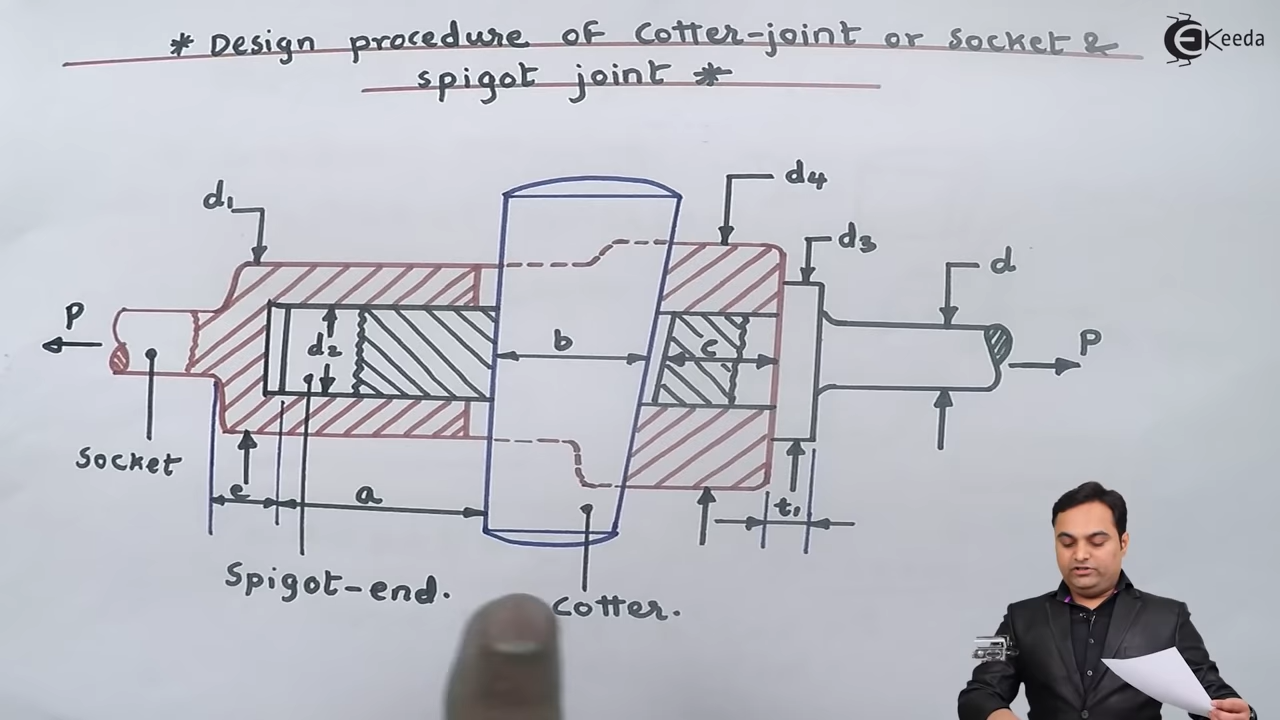 * Design procedure of Cotter-joint or Socket &
spigot joint *
EKeeda
d4
d1
d3
d
P
d2
b
c
P
Socket
e
a
t1
Spigot-end.
Cotter.